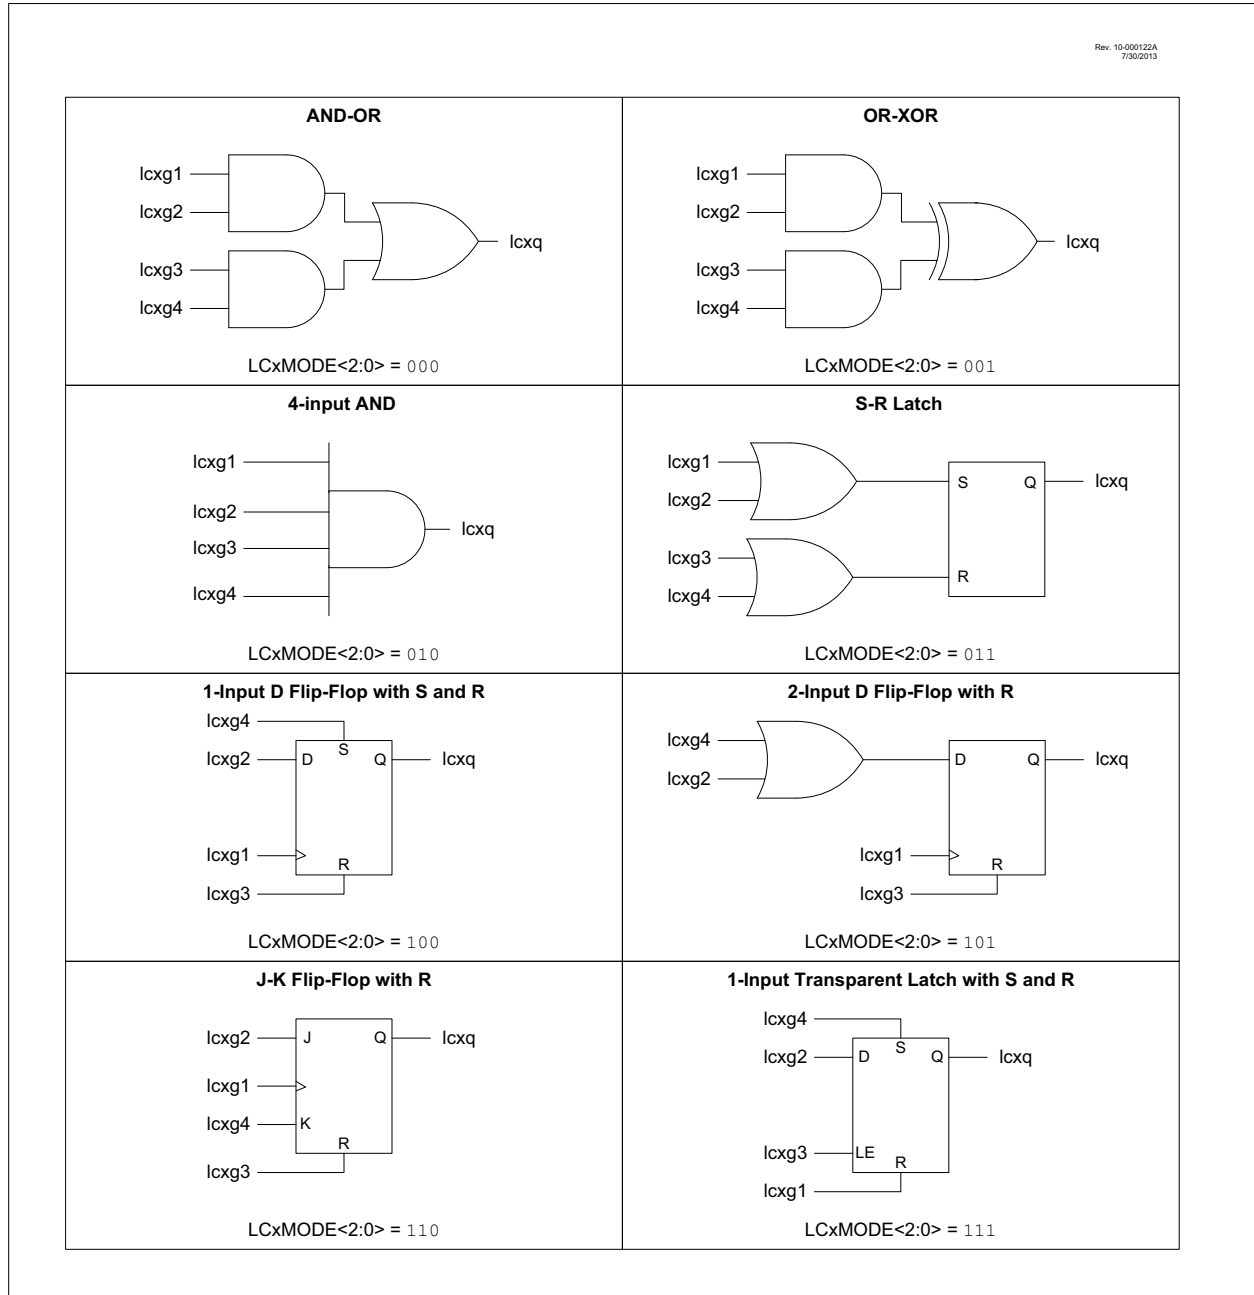 Rev. 10-000122A
7/30/2013
AND-OR
lcxg1
lcxg2
lcxg3
lcxg4
lcxq
LCxMODE<2:0> = 000
OR-XOR
lcxg1
lcxg2
lcxg3
lcxg4
lcxq
LCxMODE<2:0> = 001
4-input AND
lcxg1
lcxg2
lcxg3
lcxg4
lcxq
LCxMODE<2:0> = 010
S-R Latch
lcxg1
lcxg2
lcxg3
lcxg4
S
Q
R
lcxq
LCxMODE<2:0> = 011
1-Input D Flip-Flop with S and R
lcxg4
lcxg2
D
S
Q
lcxq
lcxg1
R
lcxg3
LCxMODE<2:0> = 100
2-Input D Flip-Flop with R
lcxg4
lcxg2
D
Q
lcxq
lcxg1
R
lcxg3
LCxMODE<2:0> = 101
J-K Flip-Flop with R
lcxg2
J
Q
lcxq
lcxg1
lcxg4
K
R
lcxg3
LCxMODE<2:0> = 110
1-Input Transparent Latch with S and R
lcxg4
lcxg2
D
S
Q
lcxq
lcxg3
LE
R
lcxg1
LCxMODE<2:0> = 111